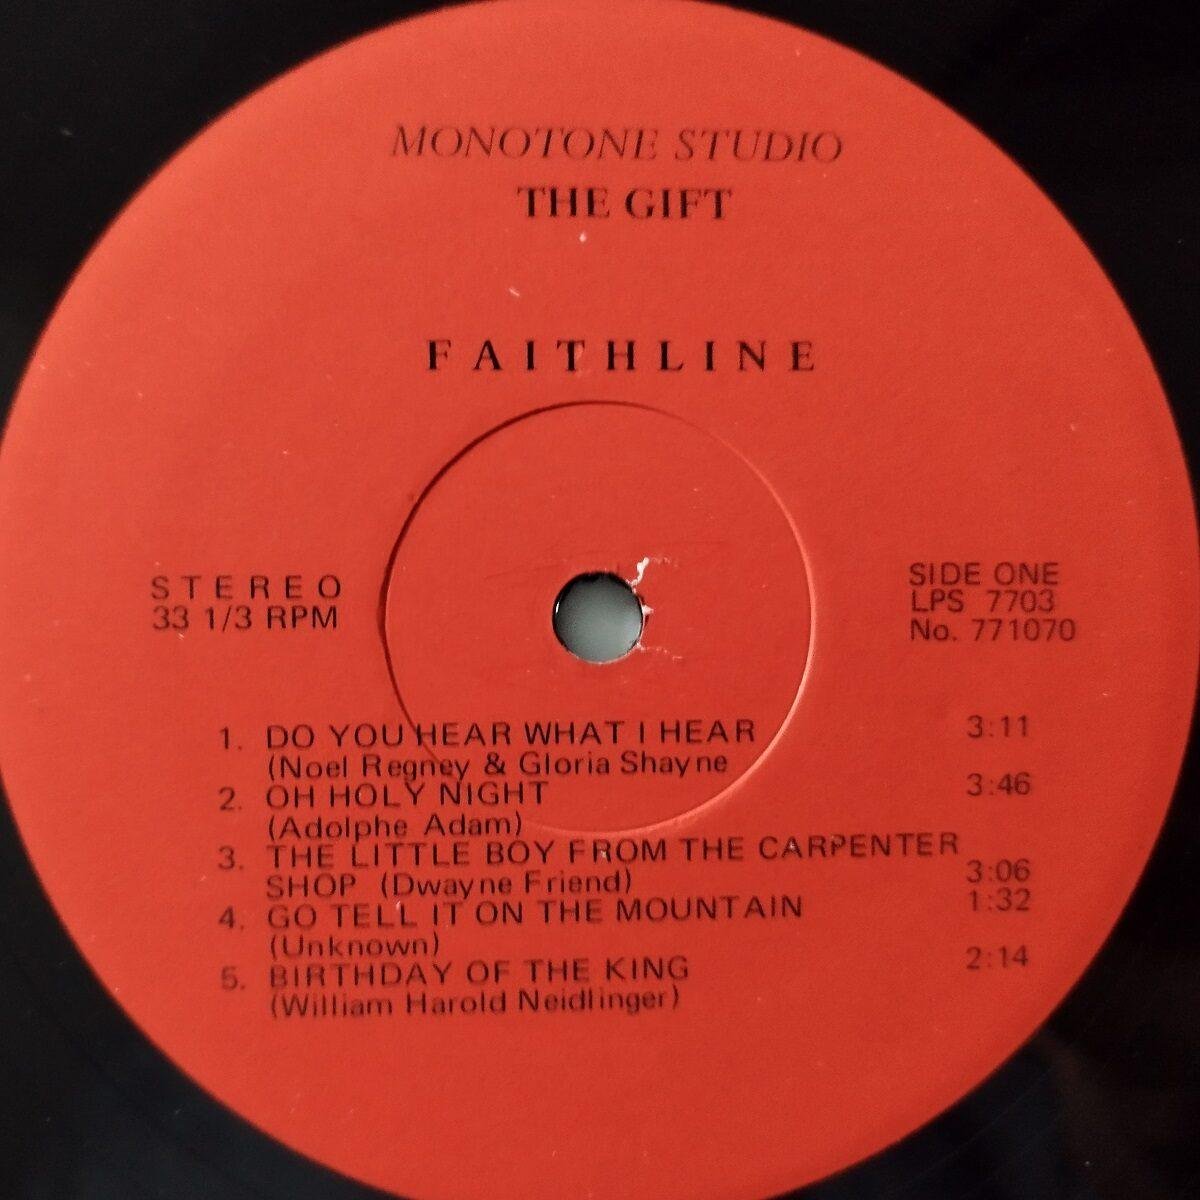 MONOTONE STUDIO
THE GIFT
FAITHLINE
STEREO
33 1/3 RPM
SIDE ONE
LPS 7703
No. 771070
1. DO YOU HEAR WHAT I HEAR 3:11
(Noel Regney & Gloria Shayne
2. OH HOLY NIGHT 3:46
(Adolphe Adam)
3. THE LITTLE BOY FROM THE CARPENTER
SHOP (Dwayne Friend) 3:06
4. GO TELL IT ON THE MOUNTAIN 1:32
(Unknown)
5. BIRTHDAY OF THE KING 2:14
(William Harold Neidlinger)